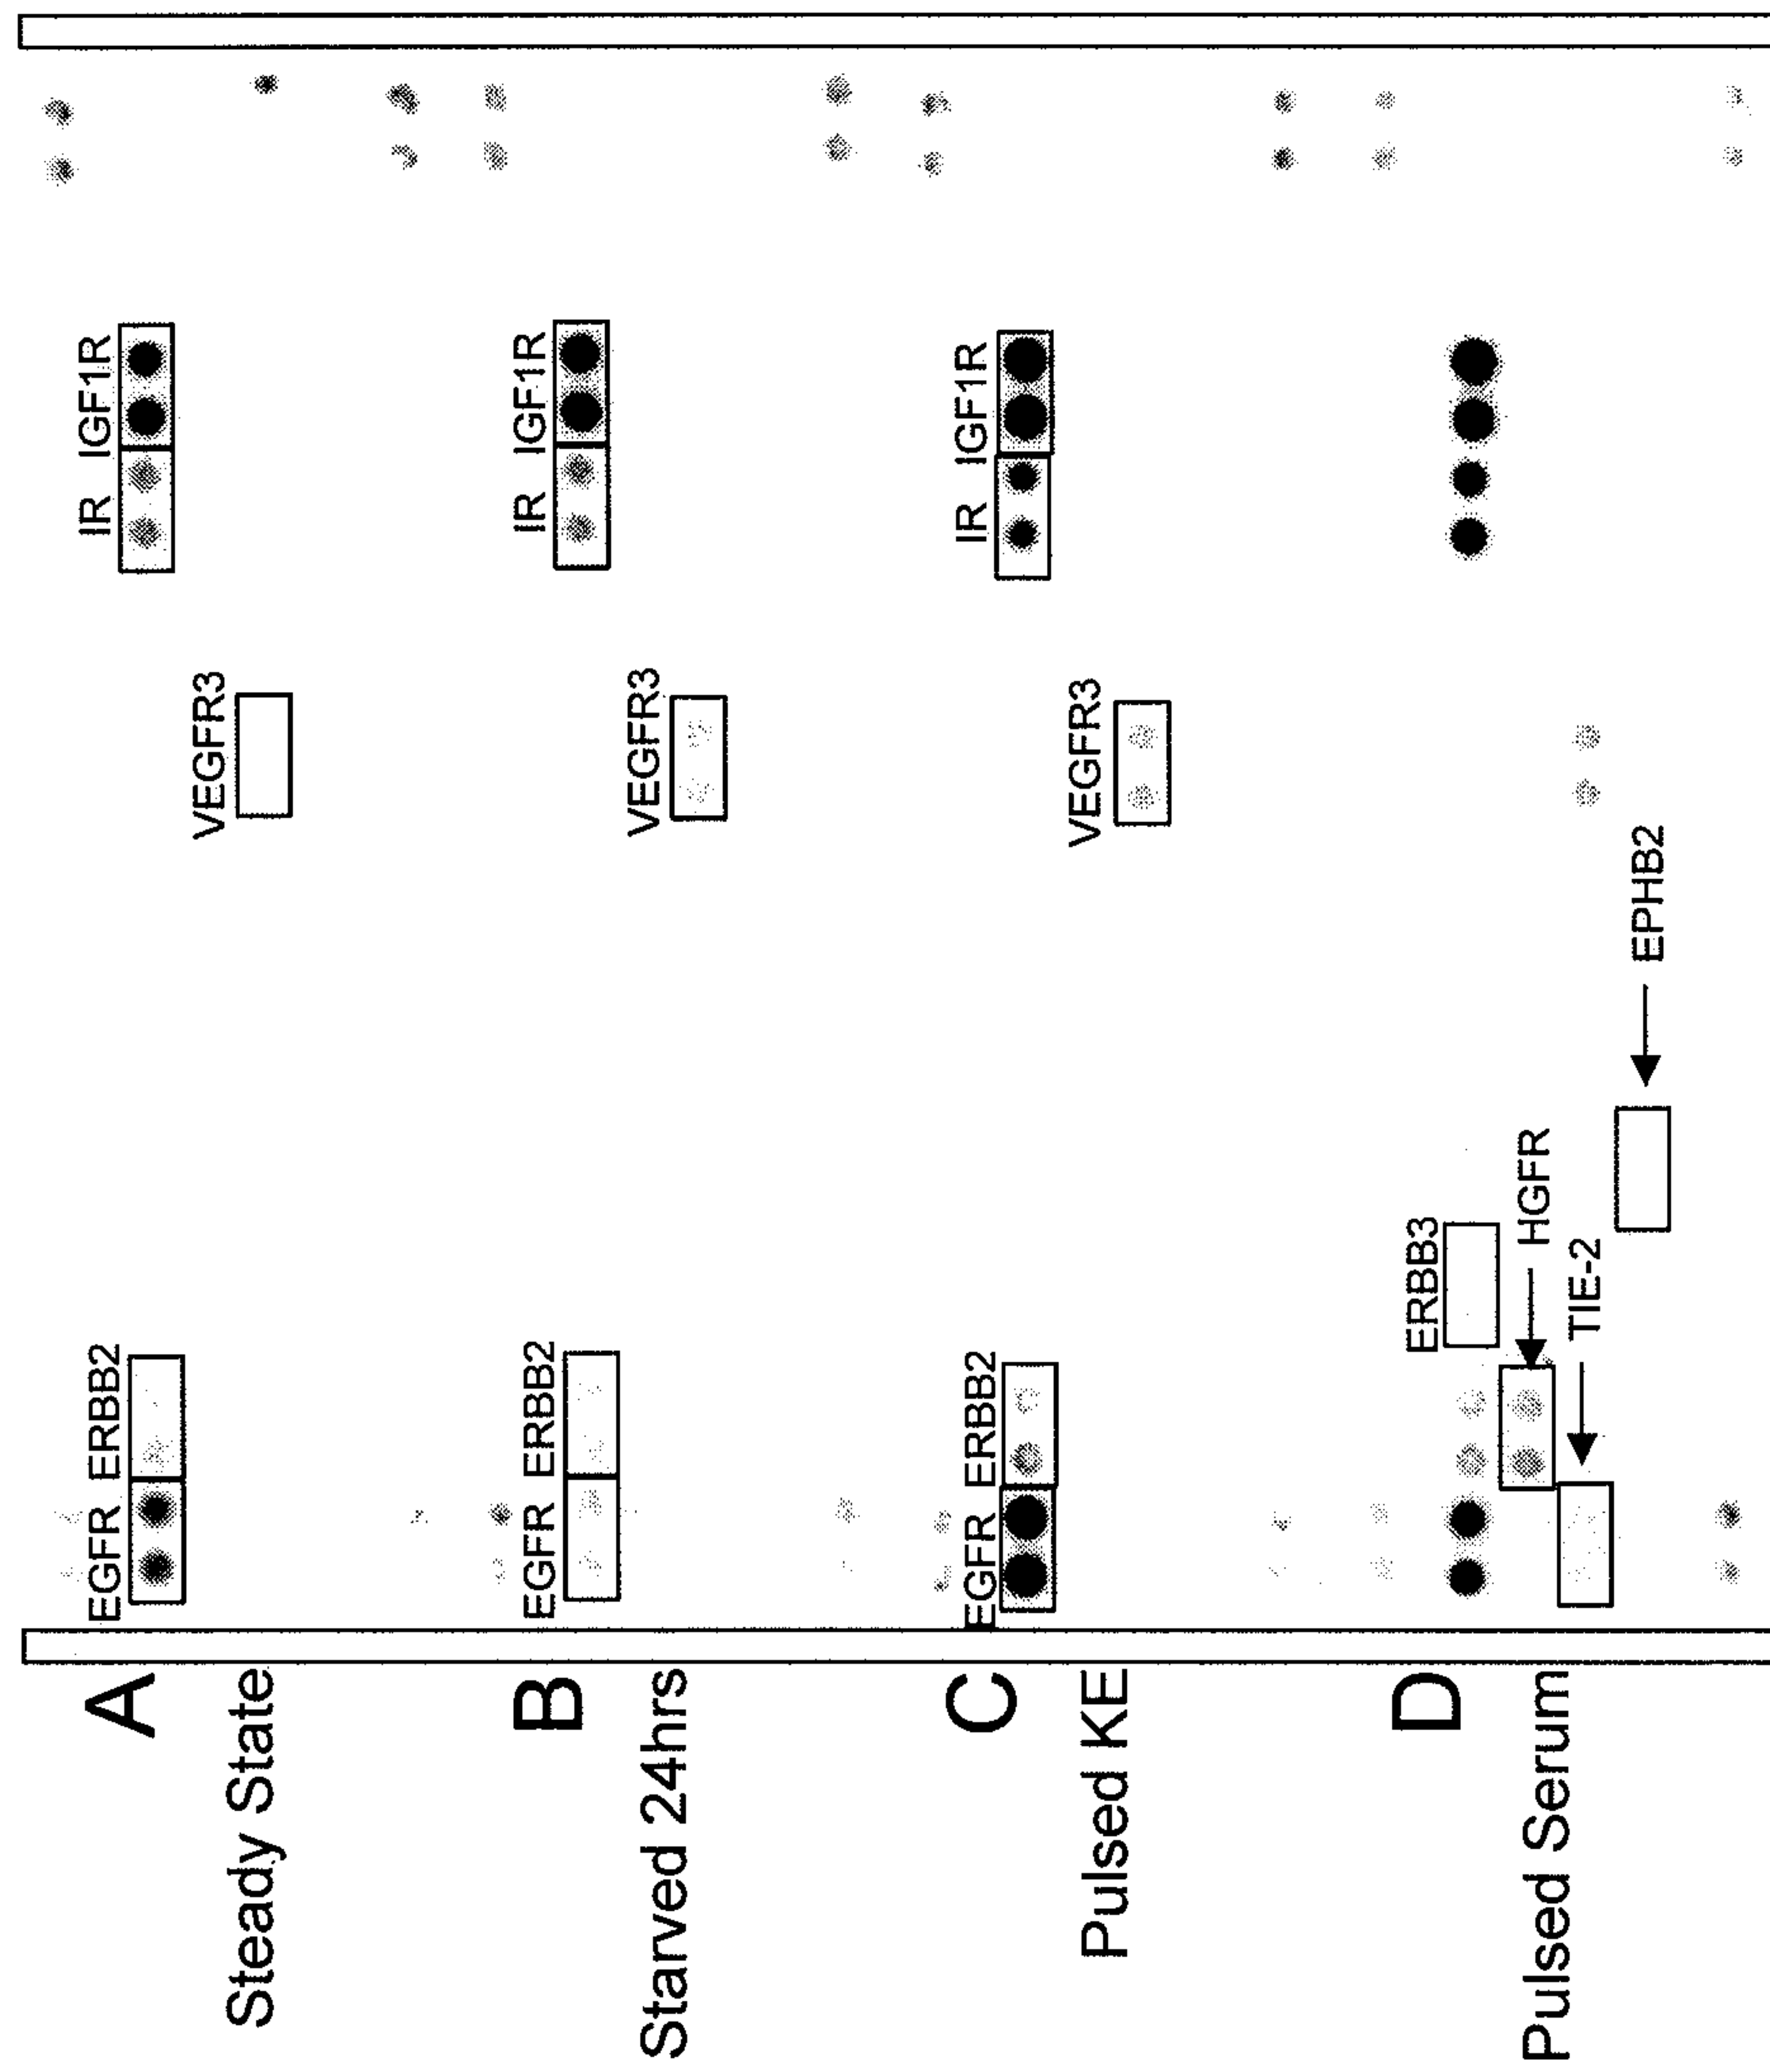 A
Steady State
EGFR ERBB2
VEGFR3
IR IGF1R
B
Starved 24hrs
EGFR ERBB2
VEGFR3
IR IGF1R
C
Pulsed KE
EGFR ERBB2
VEGFR3
IR IGF1R
D
Pulsed Serum
ERBB3
HGFR
TIE-2
EPHB2